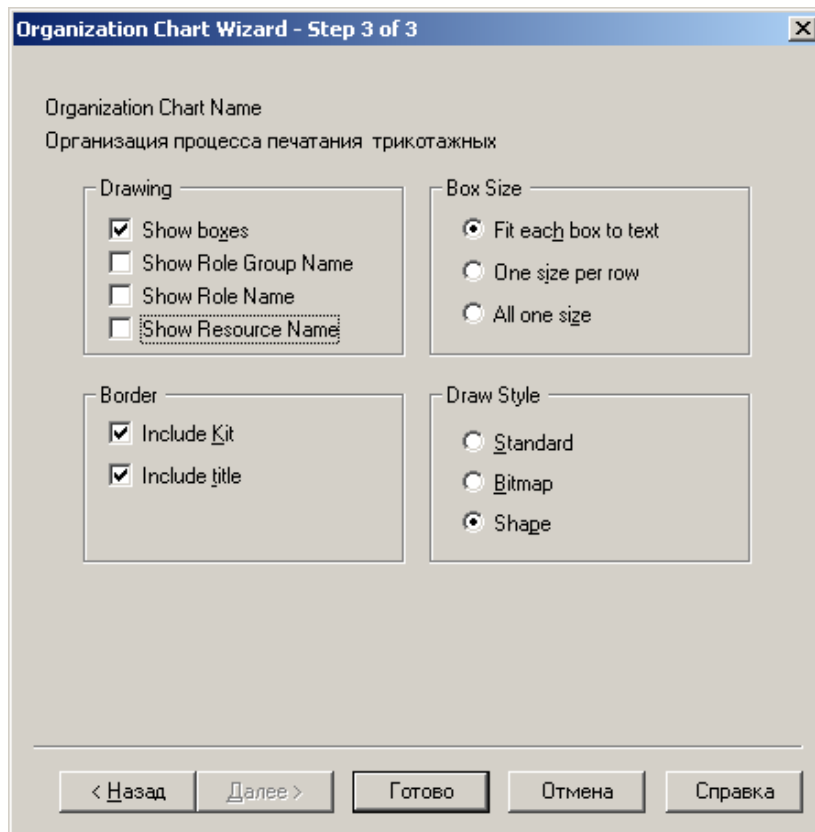 Organization Chart Wizard - Step 3 of 3
Organization Chart Name
Организация процесса печатания трикотажных
Drawing
Show boxes
Show Role Group Name
Show Role Name
Show Resource Name
Box Size
Fit each box to text
One size per row
All one size
Border
Include Kit
Include title
Draw Style
Standard
Bitmap
Shape
< Назад
Далее >
Готово
Отмена
Справка